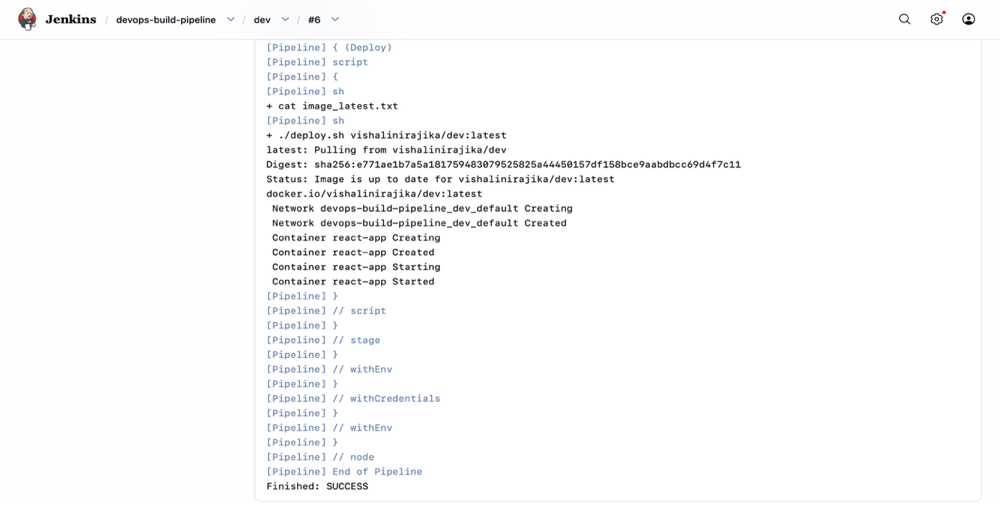 Jenkins / devops-build-pipeline / dev / #6
[Pipeline] { (Deploy)
[Pipeline] script
[Pipeline] {
[Pipeline] sh
+ cat image_latest.txt
[Pipeline] sh
+ ./deploy.sh vishalinirajika/dev:latest
latest: Pulling from vishalinirajika/dev
Digest: sha256:e771ae1b7a5a181759483079525825a44450157df158bce9aabdbcc69d4f7c11
Status: Image is up to date for vishalinirajika/dev:latest
docker.io/vishalinirajika/dev:latest
Network devops-build-pipeline_dev_default Creating
Network devops-build-pipeline_dev_default Created
Container react-app Creating
Container react-app Created
Container react-app Starting
Container react-app Started
[Pipeline] }
[Pipeline] // script
[Pipeline] }
[Pipeline] // stage
[Pipeline] }
[Pipeline] // withEnv
[Pipeline] }
[Pipeline] // withCredentials
[Pipeline] }
[Pipeline] // withEnv
[Pipeline] }
[Pipeline] // node
[Pipeline] End of Pipeline
Finished: SUCCESS